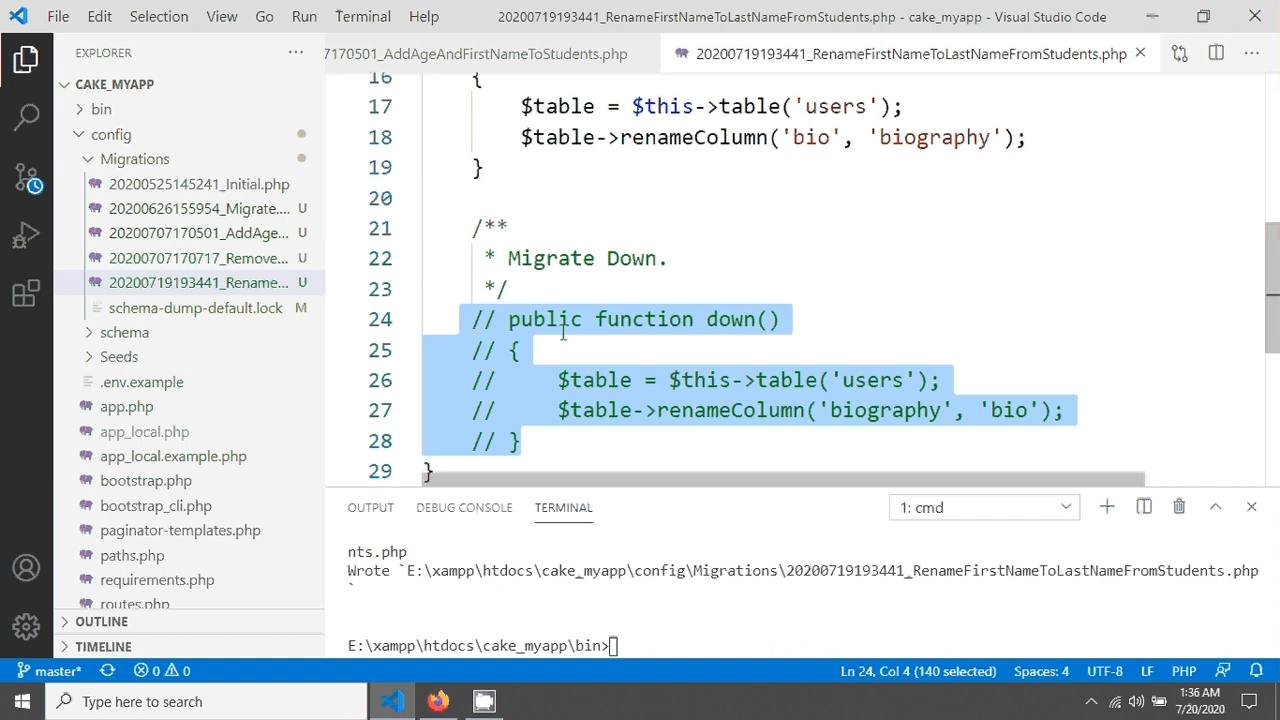 File Edit Selection View Go Run Terminal Help 20200719193441_RenameFirstNameToLastNameFromStudents.php - cake_myapp - Visual Studio Code
EXPLORER
7170501_AddAgeAndFirstNameToStudents.php 20200719193441_RenameFirstNameToLastNameFromStudents.php
CAKE_MYAPP
bin
config
Migrations
20200525145241_Initial.php
20200626155954_Migrate.... U
20200707170501_AddAge... U
20200707170717_Remove... U
20200719193441_Rename... U
schema-dump-default.lock M
schema
Seeds
.env.example
app.php
app_local.php
app_local.example.php
bootstrap.php
bootstrap_cli.php
paginator-templates.php
paths.php
requirements.php
routes.php
OUTLINE
TIMELINE
16 {
17 $table = $this->table('users');
18 $table->renameColumn('bio', 'biography');
19 }
20
21 /**
22 * Migrate Down.
23 */
24 // public function down()
25 // {
26 // $table = $this->table('users');
27 // $table->renameColumn('biography', 'bio');
28 // }
29 }
OUTPUT DEBUG CONSOLE TERMINAL 1: cmd
nts.php
Wrote `E:\xampp\htdocs\cake_myapp\config\Migrations\20200719193441_RenameFirstNameToLastNameFromStudents.php
`
E:\xampp\htdocs\cake_myapp\bin>
master* 0 0 Ln 24, Col 4 (140 selected) Spaces: 4 UTF-8 LF PHP
Type here to search
1:36 AM
7/20/2020